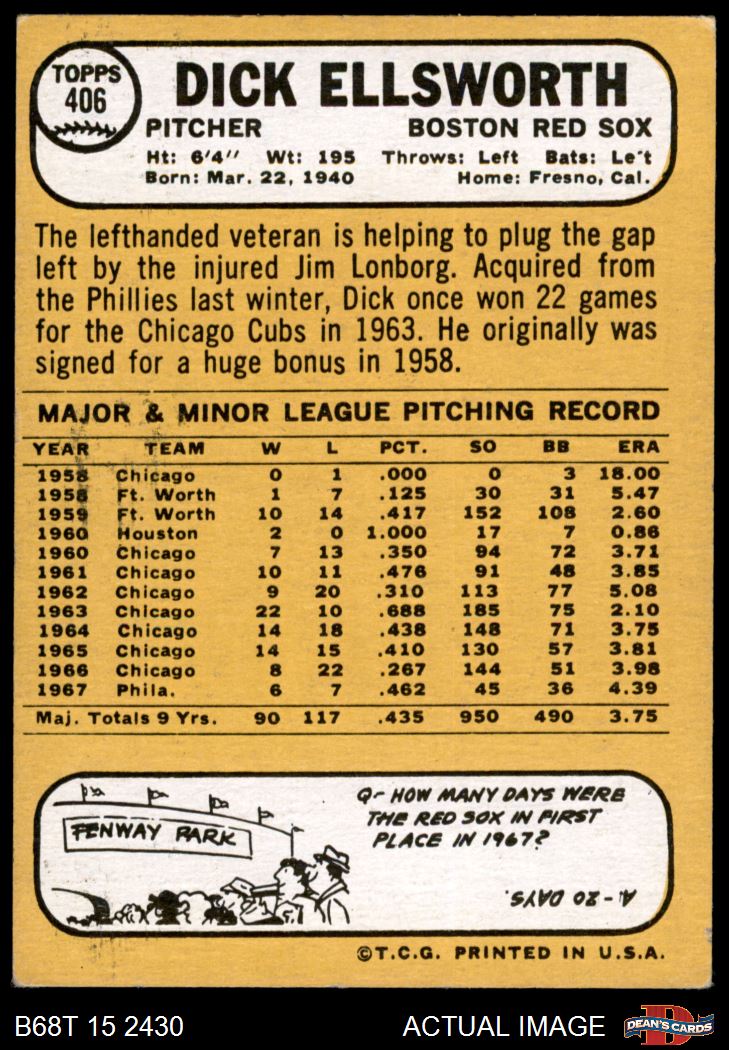 TOPPS
406
DICK ELLSWORTH
PITCHER BOSTON RED SOX
Ht: 6'4" Wt: 195 Throws: Left Bats: Le't
Born: Mar. 22, 1940 Home: Fresno, Cal.
The lefthanded veteran is helping to plug the gap
left by the injured Jim Lonborg. Acquired from
the Phillies last winter, Dick once won 22 games
for the Chicago Cubs in 1963. He originally was
signed for a huge bonus in 1958.
MAJOR & MINOR LEAGUE PITCHING RECORD
YEAR TEAM W L PCT. SO BB ERA
1958 Chicago 0 1 .000 0 3 18.00
1958 Ft. Worth 1 7 .125 30 31 5.47
1959 Ft. Worth 10 14 .417 152 108 2.60
1960 Houston 2 0 1.000 17 7 0.86
1960 Chicago 7 13 .350 94 72 3.71
1961 Chicago 10 11 .476 91 48 3.85
1962 Chicago 9 20 .310 113 77 5.08
1963 Chicago 22 10 .688 185 75 2.10
1964 Chicago 14 18 .438 148 71 3.75
1965 Chicago 14 15 .410 130 57 3.81
1966 Chicago 8 22 .267 144 51 3.98
1967 Phila. 6 7 .462 45 36 4.39
Maj. Totals 9 Yrs. 90 117 .435 950 490 3.75
FENWAY PARK
Q- HOW MANY DAYS WERE
THE RED SOX IN FIRST
PLACE IN 1967?
A- 20 DAYS.
©T.C.G. PRINTED IN U.S.A.
B68T 15 2430 ACTUAL IMAGE
D
DEAN'S CARDS